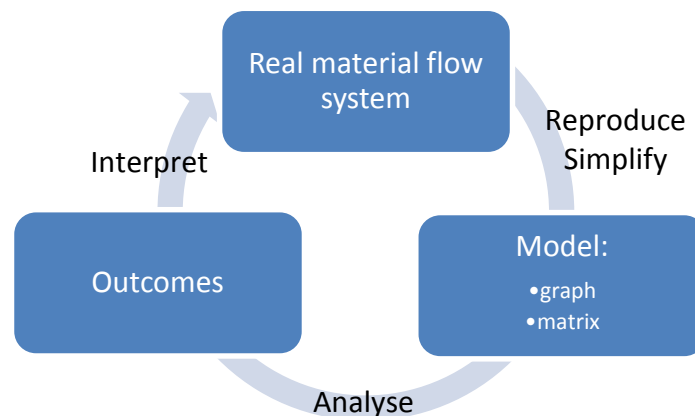 Real material flow
system
Reproduce
Simplify
Model:
•graph
•matrix
Analyse
Outcomes
Interpret